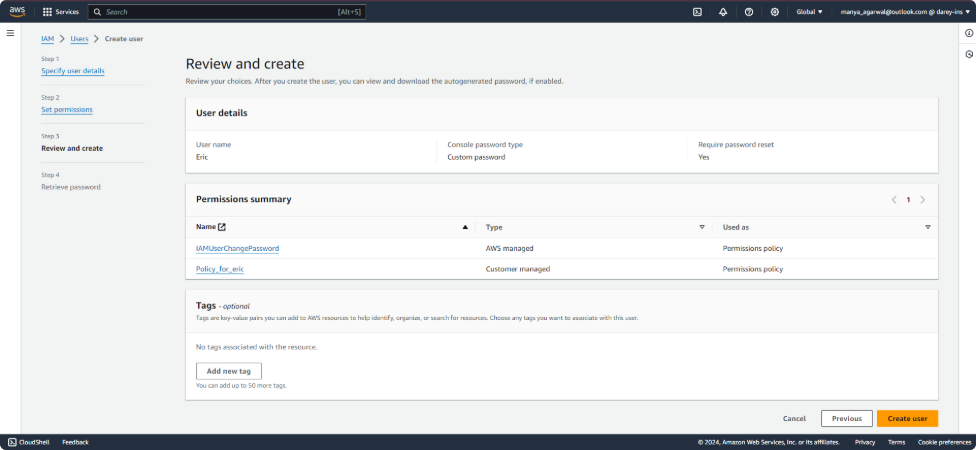 aws
Services
Search
[Alt+S]
Global
manya_agarwal@outlook.com @ darey-ins
IAM > Users > Create user
Step 1
Specify user details
Step 2
Set permissions
Step 3
Review and create
Step 4
Retrieve password
Review and create
Review your choices. After you create the user, you can view and download the autogenerated password, if enabled.
User details
User name
Eric
Console password type
Custom password
Require password reset
Yes
Permissions summary
1
Name
Type
Used as
IAMUserChangePassword
AWS managed
Permissions policy
Policy_for_eric
Customer managed
Permissions policy
Tags - optional
Tags are key-value pairs you can add to AWS resources to help identify, organize, or search for resources. Choose any tags you want to associate with this user.
No tags associated with the resource.
Add new tag
You can add up to 50 more tags.
Cancel
Previous
Create user
CloudShell
Feedback
© 2024, Amazon Web Services, Inc. or its affiliates.
Privacy
Terms
Cookie preferences